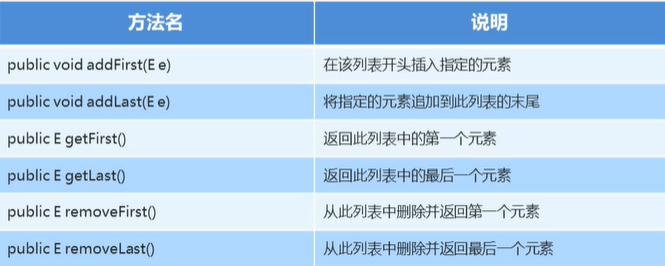 方法名 说明
public void addFirst(E e) 在该列表开头插入指定的元素
public void addLast(E e) 将指定的元素追加到此列表的末尾
public E getFirst() 返回此列表中的第一个元素
public E getLast() 返回此列表中的最后一个元素
public E removeFirst() 从此列表中删除并返回第一个元素
public E removeLast() 从此列表中删除并返回最后一个元素